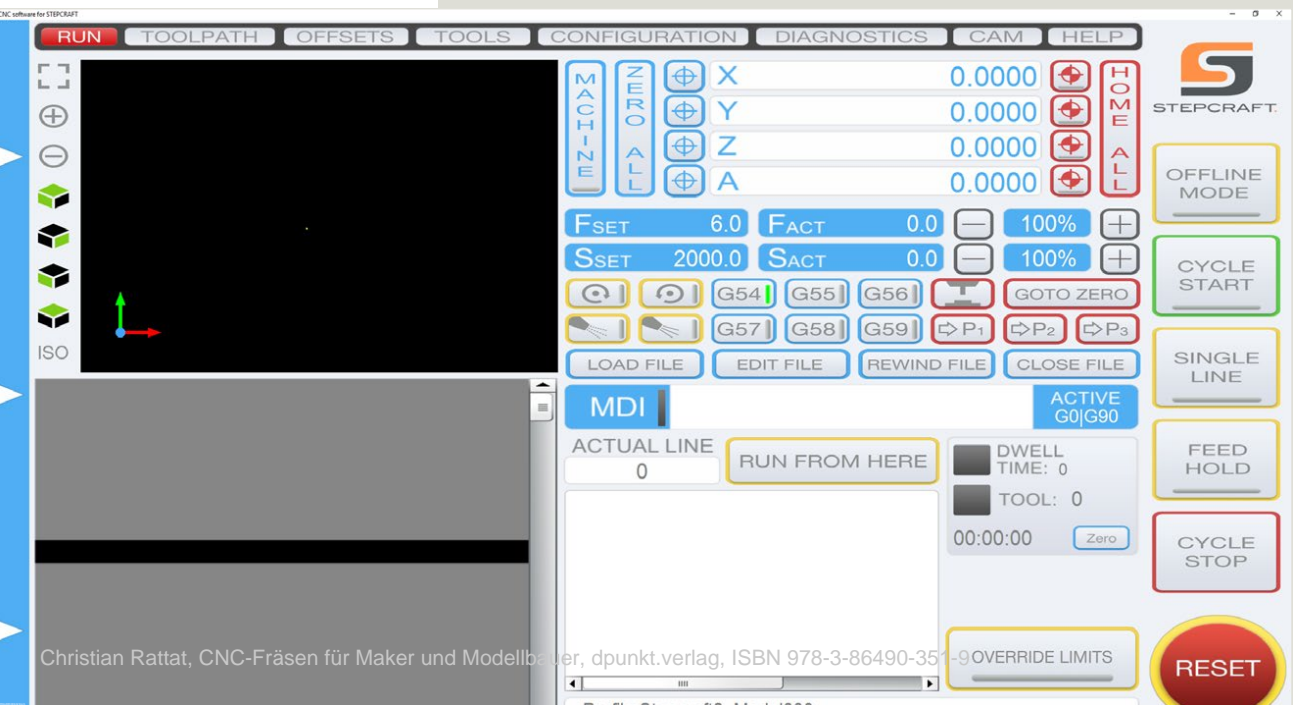 CNC software for STEPCRAFT
RUN TOOLPATH OFFSETS TOOLS CONFIGURATION DIAGNOSTICS CAM HELP
STEPCRAFT.
ISO
MACHINE
ZERO ALL
X 0.0000
Y 0.0000
Z 0.0000
A 0.0000
HOME ALL
FSET 6.0 FACT 0.0 100%
SSET 2000.0 SACT 0.0 100%
G54 G55 G56 GOTO ZERO
G57 G58 G59 P1 P2 P3
LOAD FILE EDIT FILE REWIND FILE CLOSE FILE
MDI
ACTIVE
G0|G90
ACTUAL LINE
0
RUN FROM HERE
DWELL
TIME: 0
TOOL: 0
00:00:00 Zero
OVERRIDE LIMITS
OFFLINE
MODE
CYCLE
START
SINGLE
LINE
FEED
HOLD
CYCLE
STOP
RESET
Christian Rattat, CNC-Fräsen für Maker und Modellbauer, dpunkt.verlag, ISBN 978-3-86490-351-9